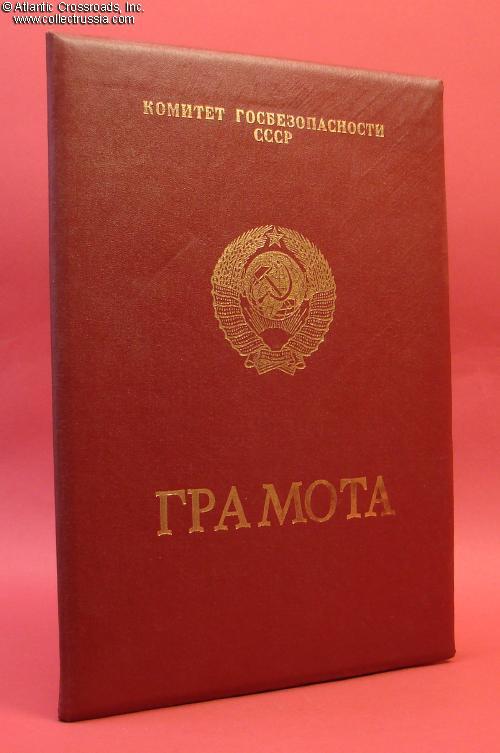 © Atlantic Crossroads, Inc.
www.collectrussia.com
КОМИТЕТ ГОСБЕЗОПАСНОСТИ
СССР
ГРАМОТА